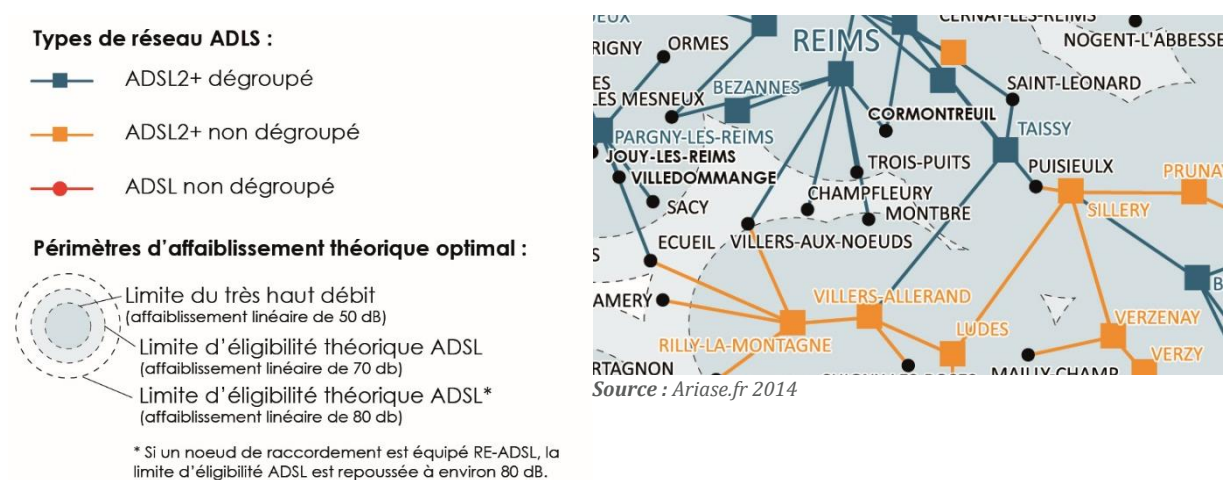 Types de réseau ADLS :
ADSL2+ dégroupé
ADSL2+ non dégroupé
ADSL non dégroupé
Périmètres d'affaiblissement théorique optimal :
Limite du très haut débit
(affaiblissement linéaire de 50 dB)
Limite d'éligibilité théorique ADSL
(affaiblissement linéaire de 70 db)
Limite d'éligibilité théorique ADSL*
(affaiblissement linéaire de 80 db)
* Si un noeud de raccordement est équipé RE-ADSL, la
limite d'éligibilité ADSL est repoussée à environ 80 dB.
CERNAY-LES-REIMS
NOGENT-L'ABBESSE
ORMES
REIMS
SAINT-LEONARD
BEZANNES
LES MESNEUX
CORMONTREUIL
TAISSY
PARGNY-LES-REIMS
JOUY-LES-REIMS
VILLEDOMMANGE
TROIS-PUITS
PUISIEULX
PRUNAY
SACY
CHAMPFLEURY
MONTBRE
SILLERY
ECUEIL
VILLERS-AUX-NOEUDS
VILLERS-ALLERAND
LUDES
VERZENAY
RILLY-LA-MONTAGNE
VERZY
MAILLY-CHAMP
Source : Ariase.fr 2014